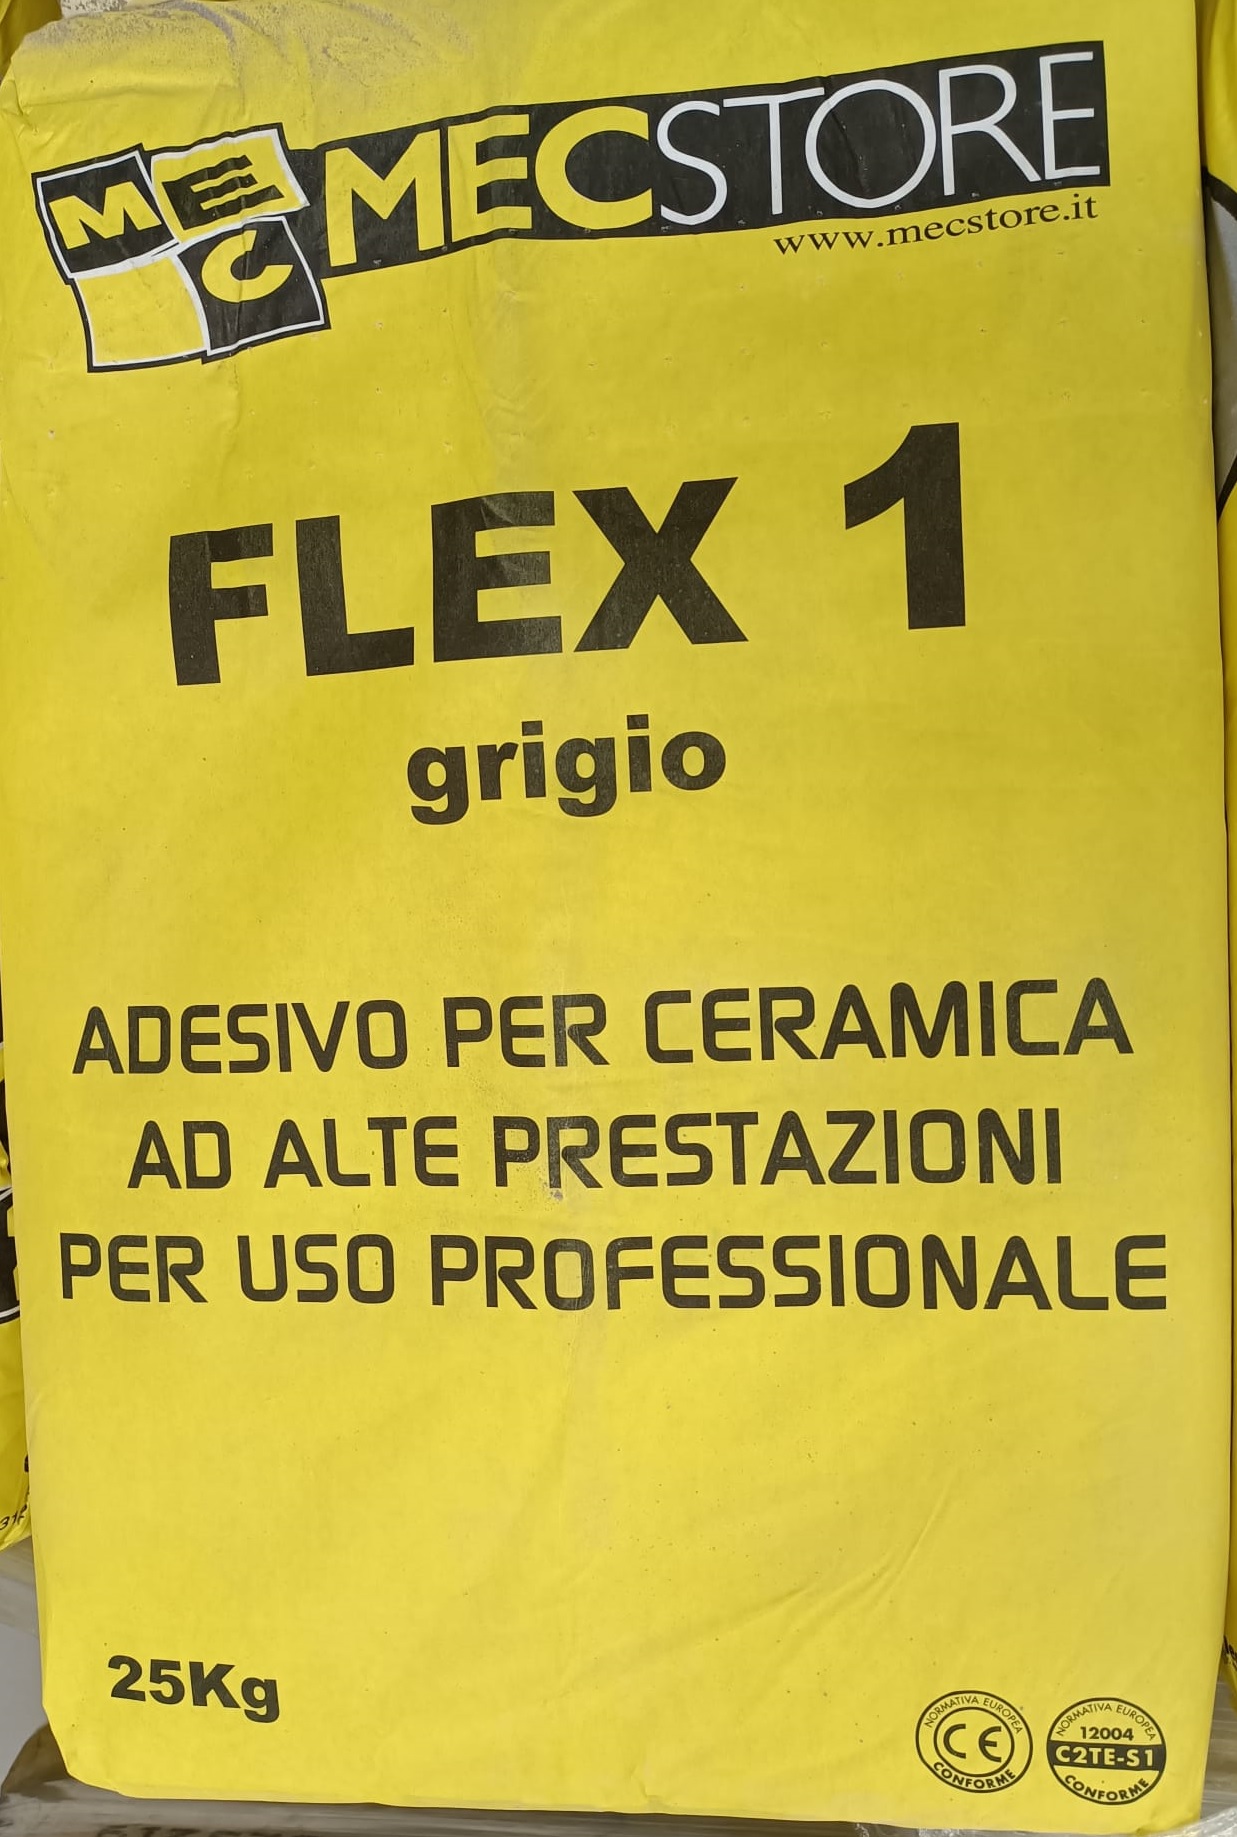 M E C MECSTORE
www.mecstore.it
FLEX 1
grigio
ADESIVO PER CERAMICA
AD ALTE PRESTAZIONI
PER USO PROFESSIONALE
25Kg
NORMATIVA EUROPEA
CE
CONFORME
NORMATIVA EUROPEA
12004
C2TE-S1
CONFORME